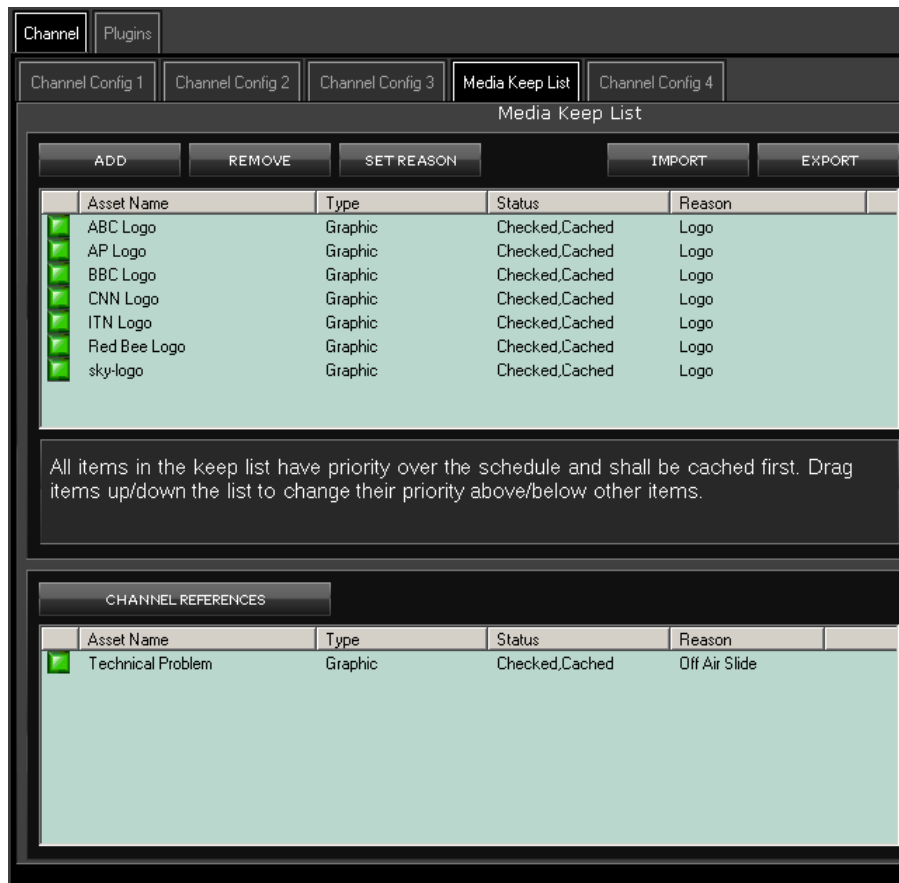 Channel Plugins
Channel Config 1 Channel Config 2 Channel Config 3 Media Keep List Channel Config 4
Media Keep List
ADD REMOVE SET REASON IMPORT EXPORT
Asset Name Type Status Reason
ABC Logo Graphic Checked,Cached Logo
AP Logo Graphic Checked,Cached Logo
BBC Logo Graphic Checked,Cached Logo
CNN Logo Graphic Checked,Cached Logo
ITN Logo Graphic Checked,Cached Logo
Red Bee Logo Graphic Checked,Cached Logo
sky-logo Graphic Checked,Cached Logo
All items in the keep list have priority over the schedule and shall be cached first. Drag
items up/down the list to change their priority above/below other items.
CHANNEL REFERENCES
Asset Name Type Status Reason
Technical Problem Graphic Checked,Cached Off Air Slide